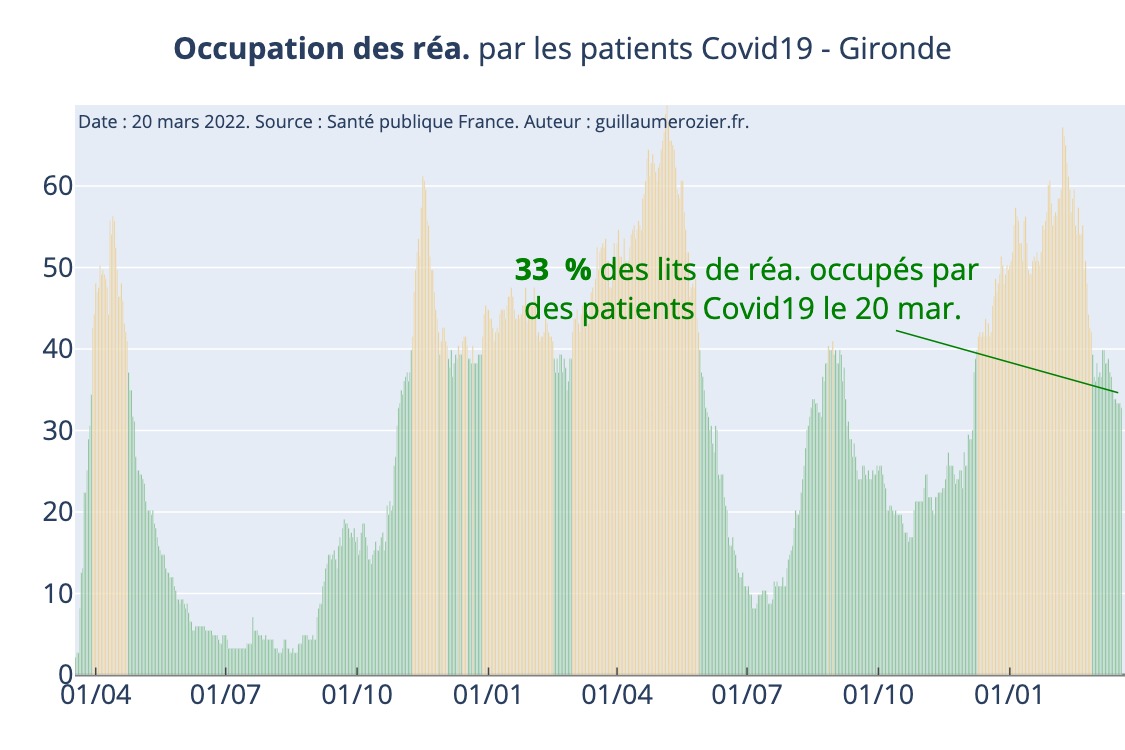 Occupation des réa. par les patients Covid19 - Gironde
Date : 20 mars 2022. Source : Santé publique France. Auteur : guillaumerozier.fr.
60
50
40
30
20
10
0
33 % des lits de réa. occupés par
des patients Covid19 le 20 mar.
01/04 01/07 01/10 01/01 01/04 01/07 01/10 01/01